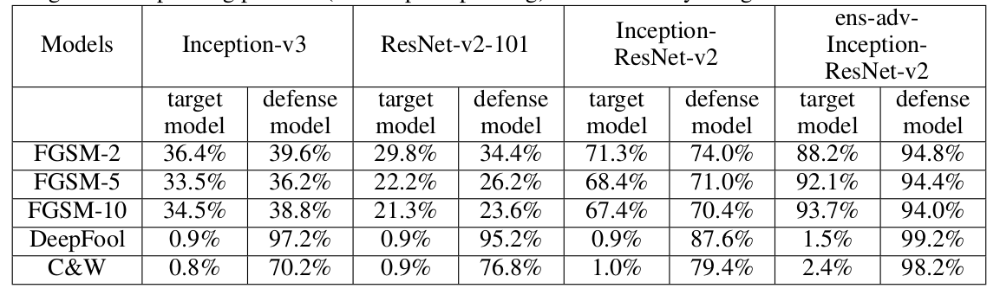 Models Inception-v3 ResNet-v2-101 Inception-ResNet-v2 ens-adv-Inception-ResNet-v2
target model defense model target model defense model target model defense model target model defense model
FGSM-2 36.4% 39.6% 29.8% 34.4% 71.3% 74.0% 88.2% 94.8%
FGSM-5 33.5% 36.2% 22.2% 26.2% 68.4% 71.0% 92.1% 94.4%
FGSM-10 34.5% 38.8% 21.3% 23.6% 67.4% 70.4% 93.7% 94.0%
DeepFool 0.9% 97.2% 0.9% 95.2% 0.9% 87.6% 1.5% 99.2%
C&W 0.8% 70.2% 0.9% 76.8% 1.0% 79.4% 2.4% 98.2%